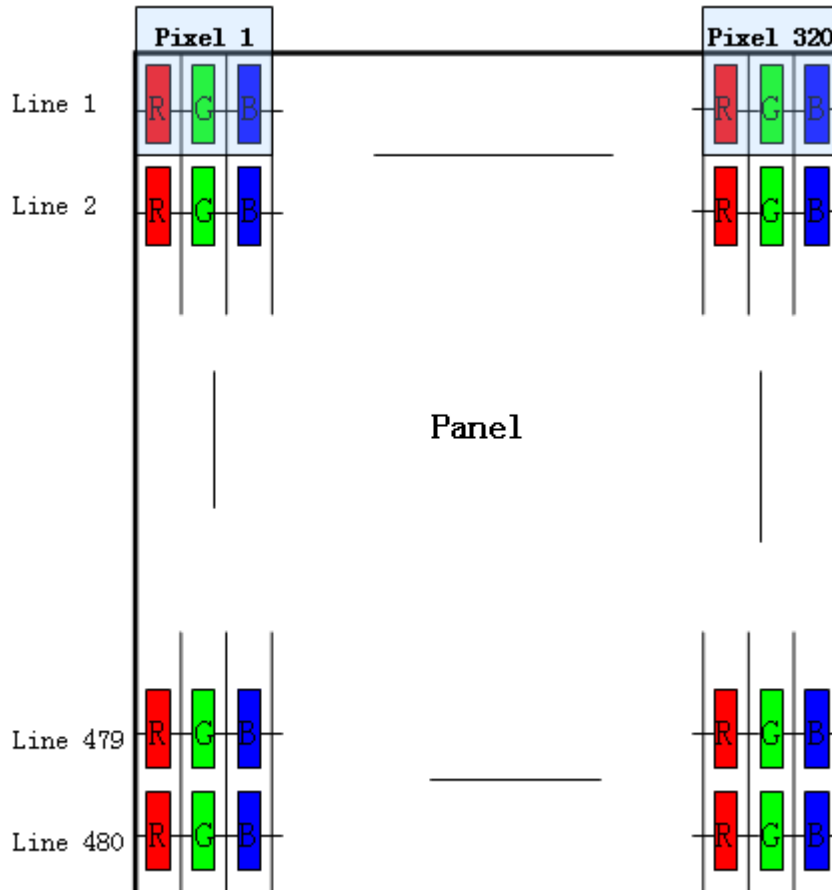 Pixel 1 Pixel 320
Line 1 R G B R G B
Line 2 R G B R G B
Panel
Line 479 R G B R G B
Line 480 R G B R G B